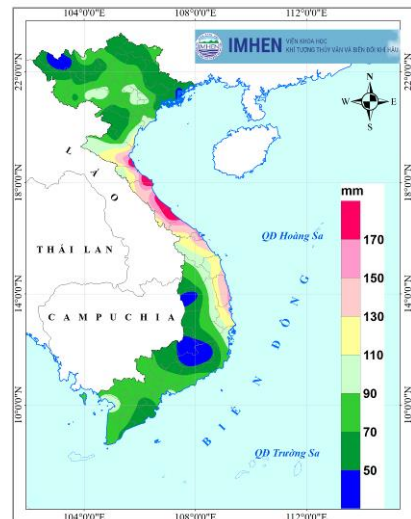 104°0'0"E 108°0'0"E 112°0'0"E
IMHEN VIỆN KHOA HỌC
KHÍ TƯỢNG THỦY VĂN VÀ BIẾN ĐỔI KHÍ HẬU
IMHEN
22°0'0"N
N
W E
S
LÀO
18°0'0"N
mm
THÁI LAN
QĐ Hoàng Sa
170
150
14°0'0"N
CAMPUCHIA
130
110
BIỂN ĐÔNG
90
10°0'0"N
70
QĐ Trường Sa
50
104°0'0"E 108°0'0"E 112°0'0"E